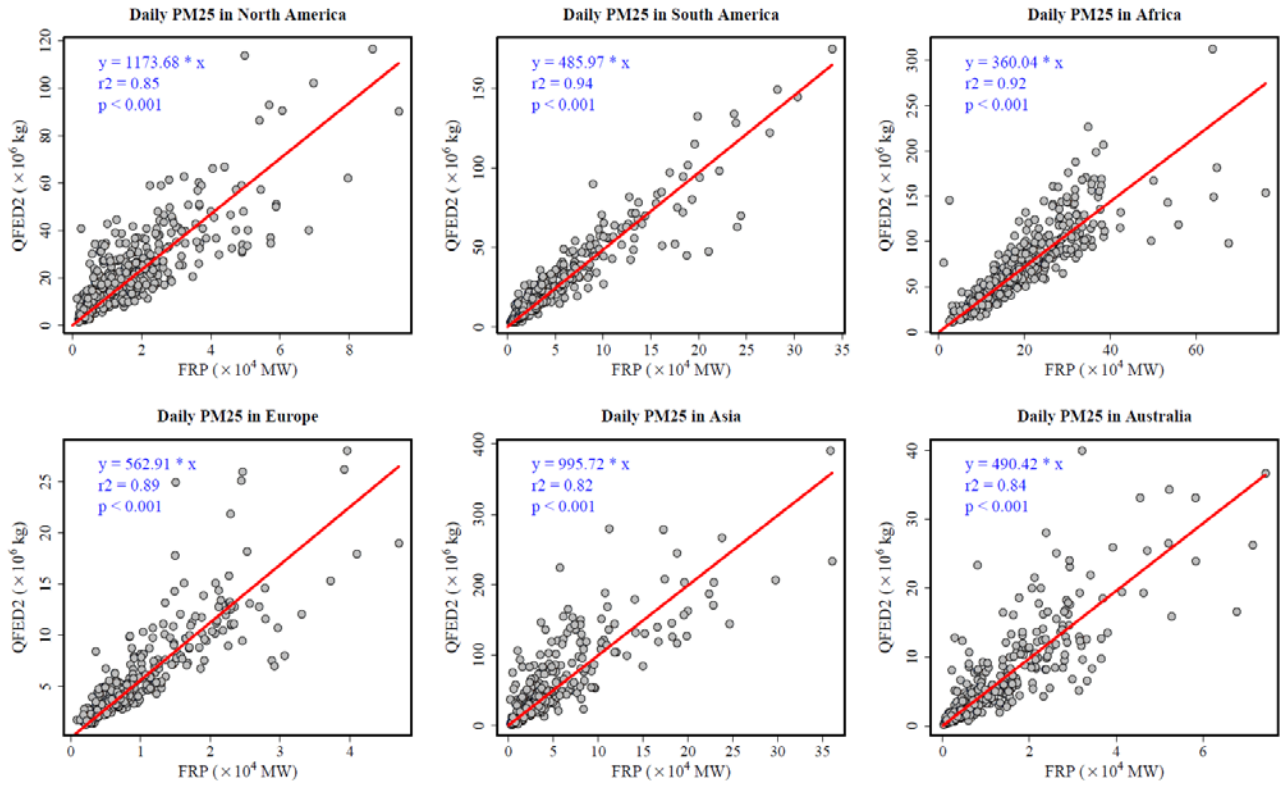 Daily PM25 in North America
y = 1173.68 * x
r2 = 0.85
p < 0.001
QFED2 (×10⁶ kg)
0 20 40 60 80 100 120
0 2 4 6 8
FRP (×10⁴ MW)
Daily PM25 in South America
y = 485.97 * x
r2 = 0.94
p < 0.001
QFED2 (×10⁶ kg)
0 50 100 150
0 5 10 15 20 25 30 35
FRP (×10⁴ MW)
Daily PM25 in Africa
y = 360.04 * x
r2 = 0.92
p < 0.001
QFED2 (×10⁶ kg)
0 50 100 150 200 250 300
0 20 40 60
FRP (×10⁴ MW)
Daily PM25 in Europe
y = 562.91 * x
r2 = 0.89
p < 0.001
QFED2 (×10⁶ kg)
5 10 15 20 25
0 1 2 3 4
FRP (×10⁴ MW)
Daily PM25 in Asia
y = 995.72 * x
r2 = 0.82
p < 0.001
QFED2 (×10⁶ kg)
0 100 200 300 400
0 5 10 15 20 25 30 35
FRP (×10⁴ MW)
Daily PM25 in Australia
y = 490.42 * x
r2 = 0.84
p < 0.001
QFED2 (×10⁶ kg)
0 10 20 30 40
0 2 4 6
FRP (×10⁴ MW)